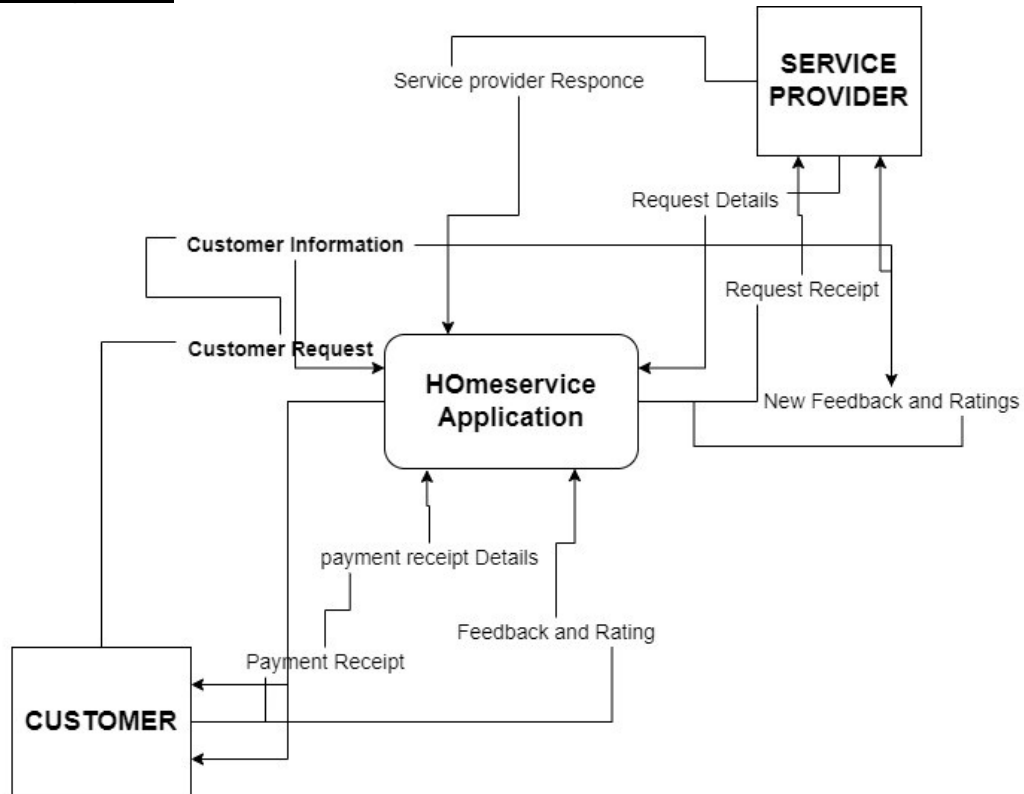 SERVICE
PROVIDER
Service provider Responce
Request Details
Customer Information
Request Receipt
Customer Request
HOmeservice
Application
New Feedback and Ratings
payment receipt Details
Feedback and Rating
Payment Receipt
CUSTOMER